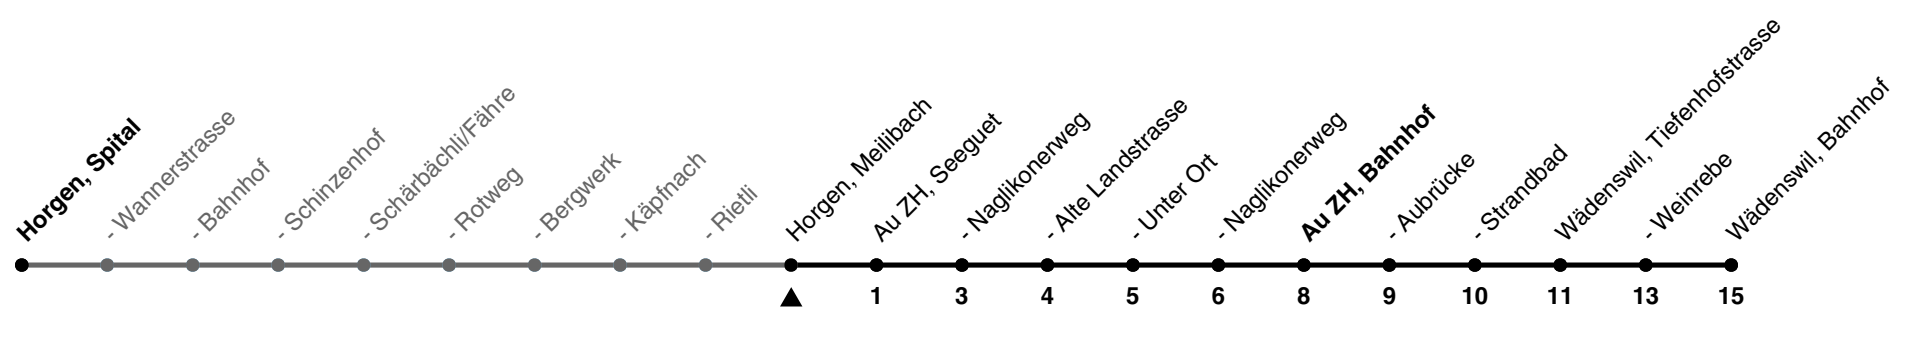 Horgen, Spital
- Wannerstrasse
- Bahnhof
- Schinzenhof
- Schärbächli/Fähre
- Rotweg
- Bergwerk
- Käpfnach
- Rietli
Horgen, Meilibach
Au ZH, Seeguet
- Naglikonerweg
- Alte Landstrasse
- Unter Ort
- Naglikonerweg
Au ZH, Bahnhof
- Aubrücke
- Strandbad
Wädenswil, Tiefenhofstrasse
- Weinrebe
Wädenswil, Bahnhof
1 3 4 5 6 8 9 10 11 13 15